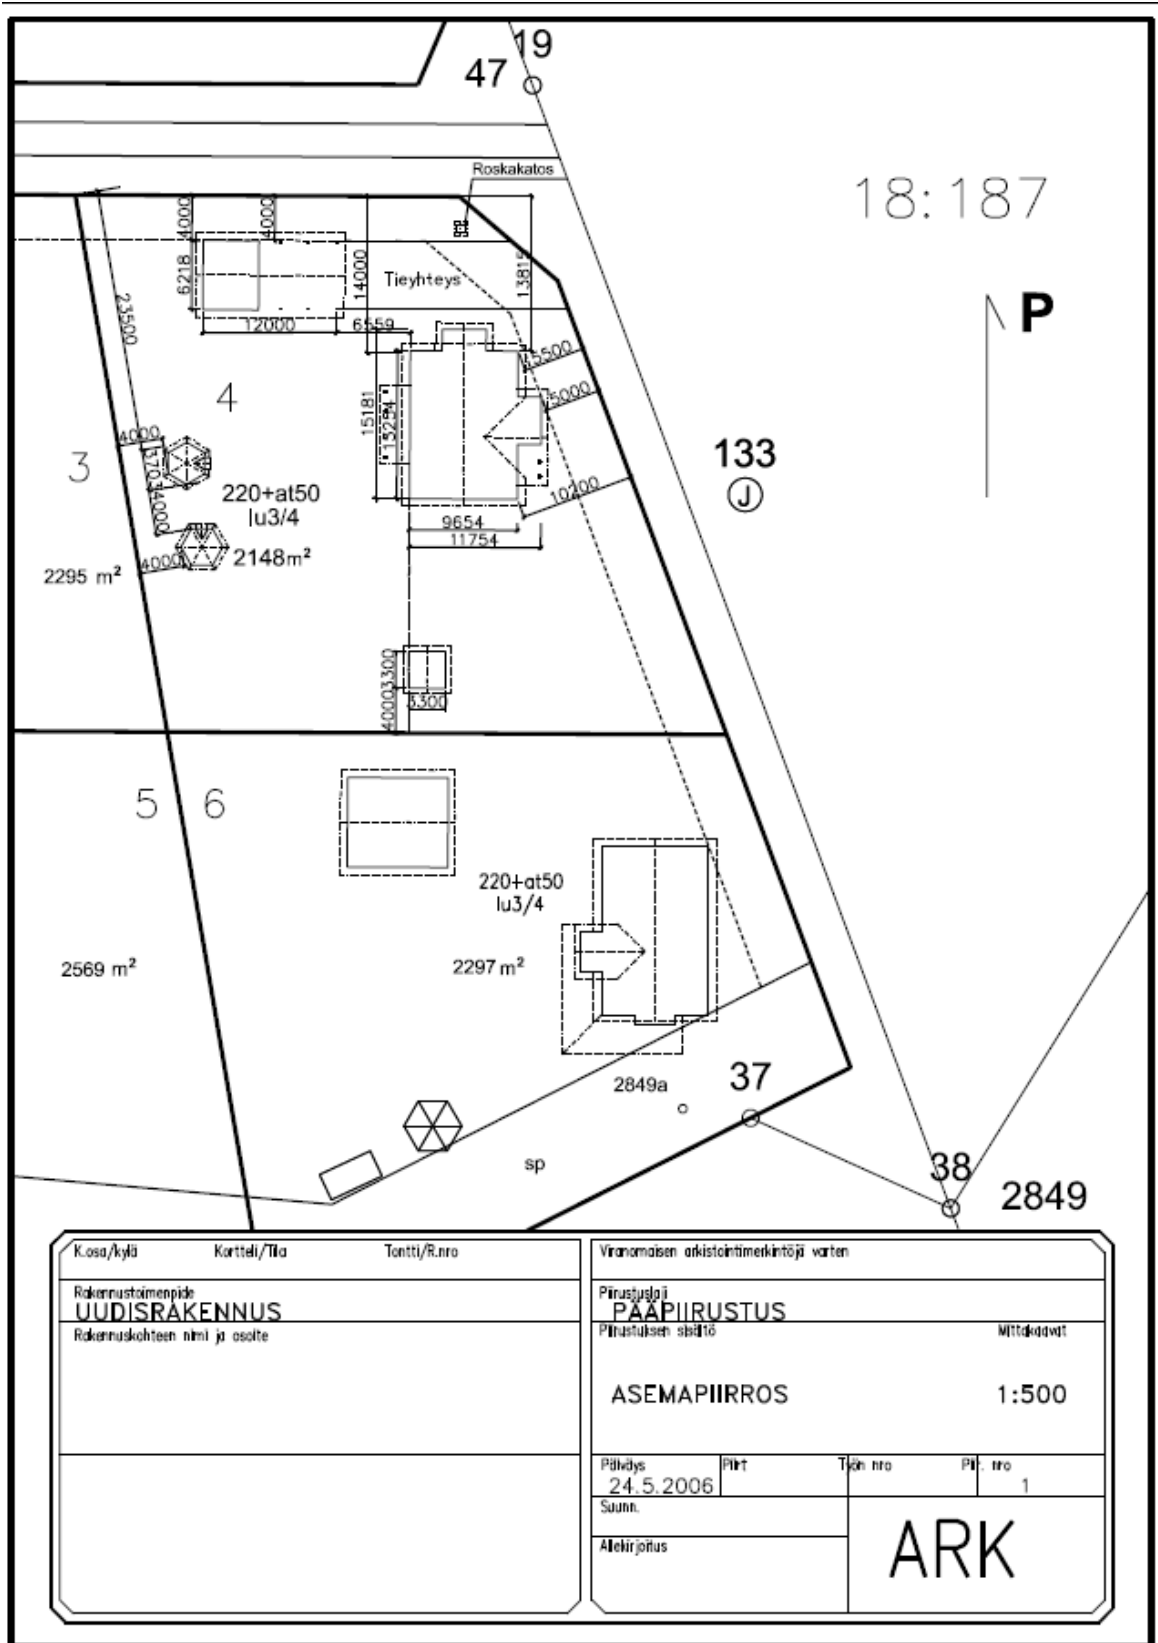 19
47
Roskakatos
18:187
4000
4000
6218
14000
13815
Tieyhteys
P
23500
12000
6559
5500
5000
4
15181
15254
4000
3
133
J
220+at50
Iu3/4
4000
10200
9654
11754
2148m²
4000
2295 m²
3300
4000
3300
5 6
220+at50
Iu3/4
2569 m²
2297 m²
2849a
37
sp
38
2849
K.osa/kylä Kortteli/Tila Tontti/R.nro
Viranomaisen arkistointimerkintöjä varten
Rakennustoimenpide
UUDISRAKENNUS
Piirustuslaji
PÄÄPIIRUSTUS
Rakennuskohteen nimi ja osoite
Piirustuksen sisältö Mittakaavat
ASEMAPIIRROS 1:500
Päiväys Piirt Työn nro Piir. nro
24.5.2006 1
Suunn.
ARK
Allekirjoitus